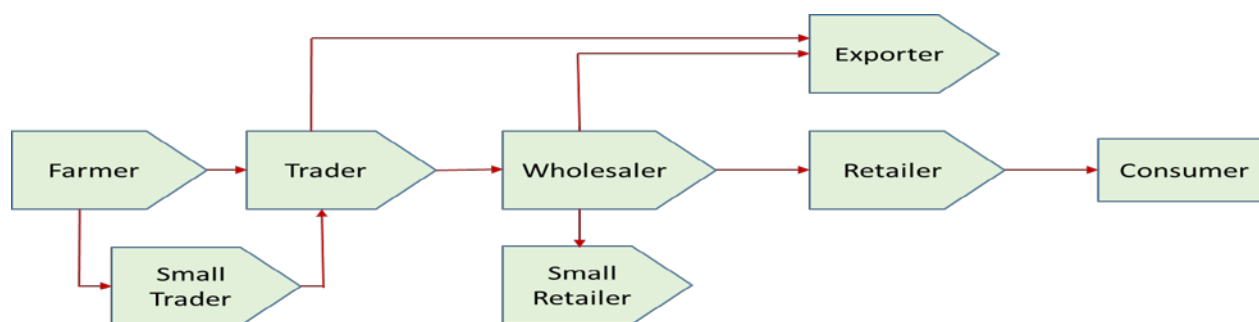 Exporter
Farmer
Trader
Wholesaler
Retailer
Consumer
Small
Trader
Small
Retailer